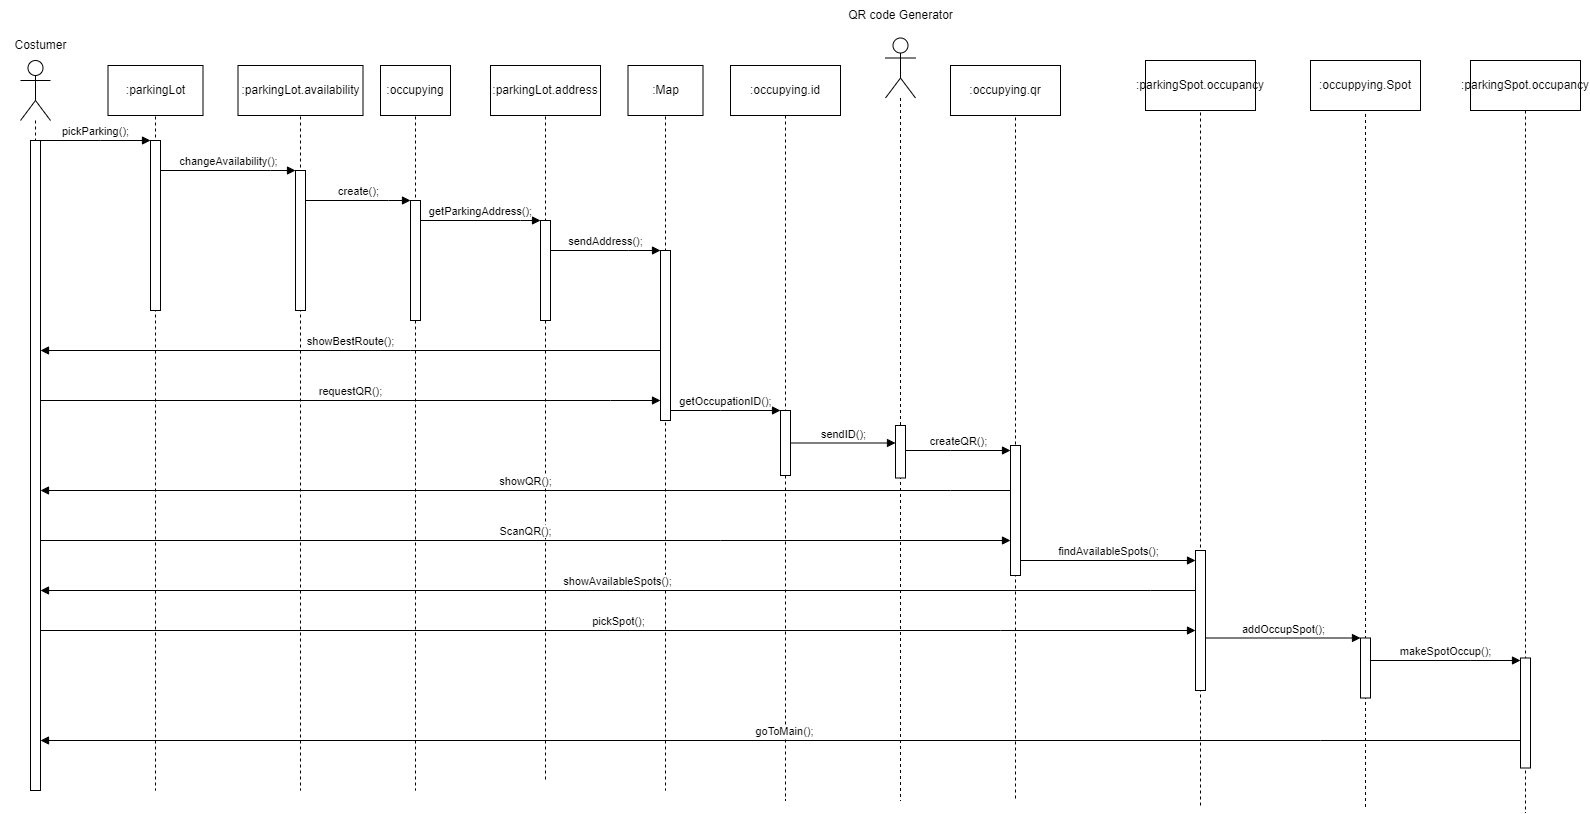 QR code Generator
Costumer
:parkingLot
:parkingLot.availability
:occupying
:parkingLot.address
:Map
:occupying.id
:occupying.qr
:parkingSpot.occupancy
:occuppying.Spot
:parkingSpot.occupancy
pickParking();
changeAvailability();
create();
getParkingAddress();
sendAddress();
showBestRoute();
requestQR();
getOccupationID();
sendID();
createQR();
showQR();
ScanQR();
findAvailableSpots();
showAvailableSpots();
pickSpot();
addOccupSpot();
makeSpotOccup();
goToMain();